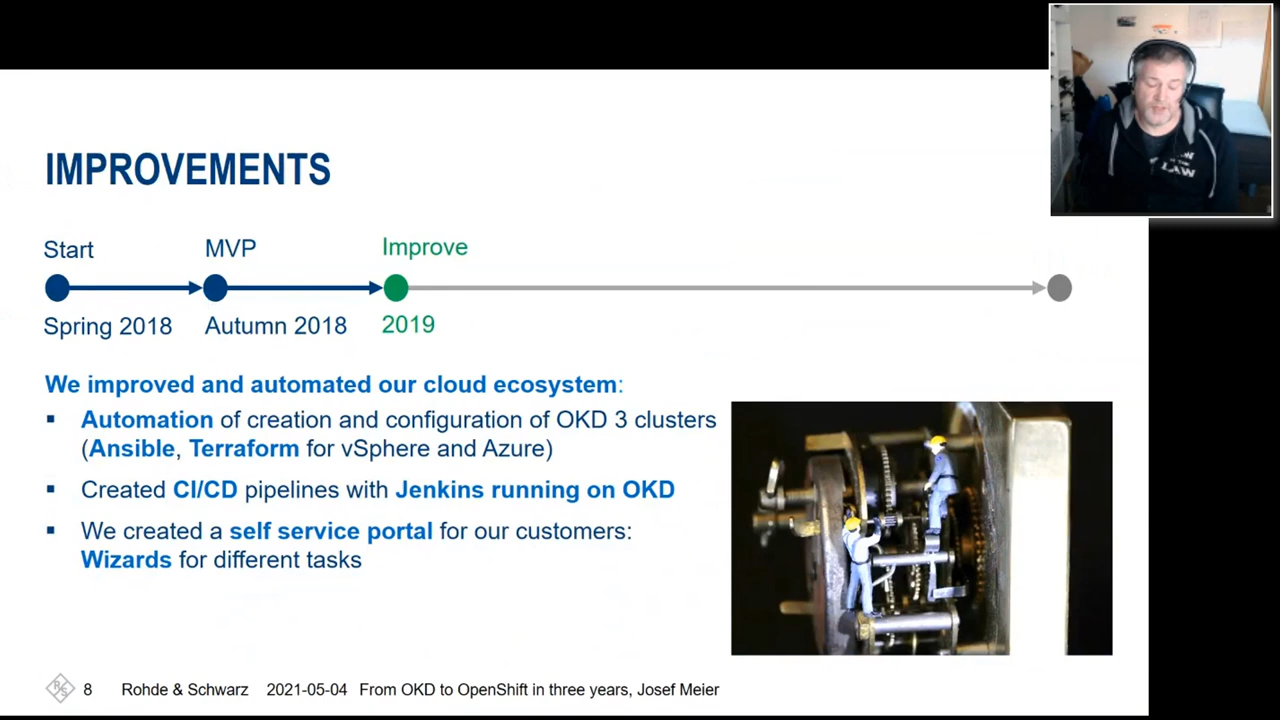 IMPROVEMENTS
Start MVP Improve
Spring 2018 Autumn 2018 2019
We improved and automated our cloud ecosystem:
▪ Automation of creation and configuration of OKD 3 clusters
(Ansible, Terraform for vSphere and Azure)
▪ Created CI/CD pipelines with Jenkins running on OKD
▪ We created a self service portal for our customers:
Wizards for different tasks
R&S 8 Rohde & Schwarz 2021-05-04 From OKD to OpenShift in three years, Josef Meier
LAW